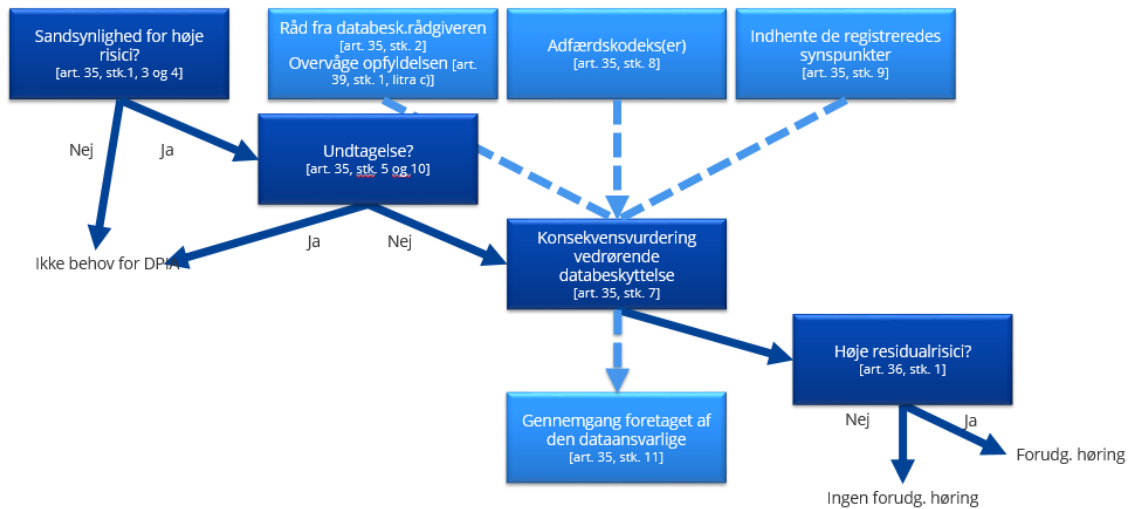 Sandsynlighed for høje
risici?
[art. 35, stk.1, 3 og 4]
Råd fra databesk.rådgiveren
[art. 35, stk. 2]
Overvåge opfyldelsen [art.
39, stk. 1, litra c)]
Adfærdskodeks(er)
[art. 35, stk. 8]
Indhente de registreredes
synspunkter
[art. 35, stk. 9]
Nej
Ja
Undtagelse?
[art. 35, stk. 5 og 10]
Ja
Nej
Ikke behov for DPIA
Konsekvensvurdering
vedrørende
databeskyttelse
[art. 35, stk. 7]
Høje residualrisici?
[art. 36, stk. 1]
Gennemgang foretaget af
den dataansvarlige
[art. 35, stk. 11]
Nej
Ja
Forudg. høring
Ingen forudg. høring